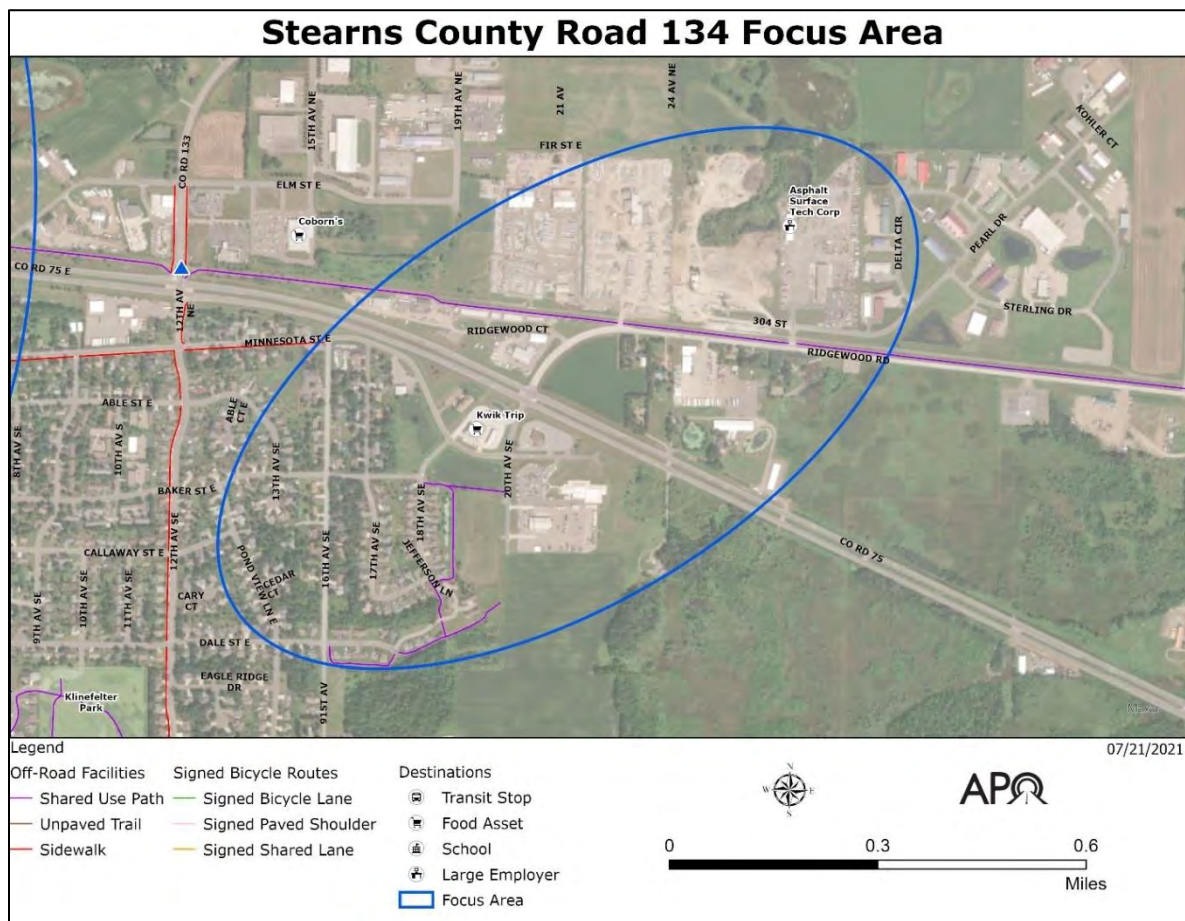 Stearns County Road 134 Focus Area
15TH AV NE
19TH AV NE
21 AV
24 AV NE
KOHLER CT
CO RD 133
FIR ST E
ELM ST E
Coborn's
Asphalt
Surface
Tech Corp
DELTA CIR
PEARL DR
CO RD 75 E
12TH AV
NE
STERLING DR
304 ST
RIDGEWOOD CT
RIDGEWOOD RD
MINNESOTA ST E
ABLE ST E
ABLE
CT E
Kwik Trip
8TH AV SE
10TH AV S
13TH AV SE
20TH AV SE
BAKER ST E
18TH AV SE
12TH AV SE
16TH AV SE
17TH AV SE
CALLAWAY ST E
POND VIEW LN E
CEDAR
CT
JEFFERSON LN
CO RD 75
9TH AV SE
10TH AV SE
11TH AV SE
CARY
CT
DALE ST E
EAGLE RIDGE
DR
91ST AV
Klinefelter
Park
Legend
07/21/2021
Off-Road Facilities
Shared Use Path
Unpaved Trail
Sidewalk
Signed Bicycle Routes
Signed Bicycle Lane
Signed Paved Shoulder
Signed Shared Lane
Destinations
Transit Stop
Food Asset
School
Large Employer
Focus Area
N
W E
S
APO
0 0.3 0.6
Miles